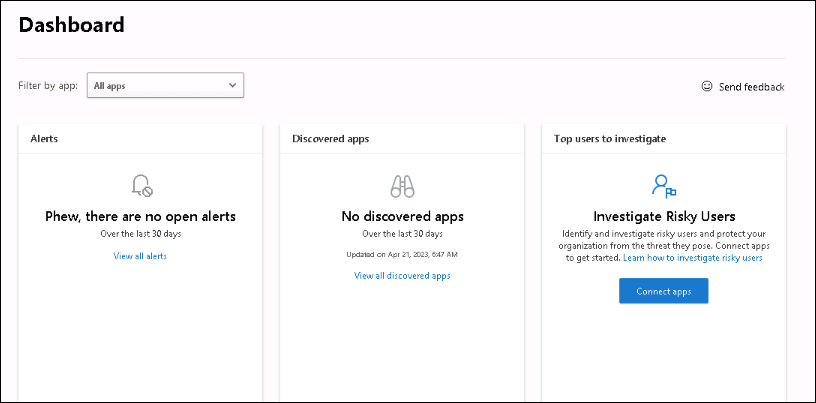 Dashboard
Filter by app: All apps
Send feedback
Alerts
Phew, there are no open alerts
Over the last 30 days
View all alerts
Discovered apps
No discovered apps
Over the last 30 days
Updated on Apr 21, 2023, 6:47 AM
View all discovered apps
Top users to investigate
Investigate Risky Users
Identify and investigate risky users and protect your
organization from the threat they pose. Connect apps
to get started. Learn how to investigate risky users
Connect apps